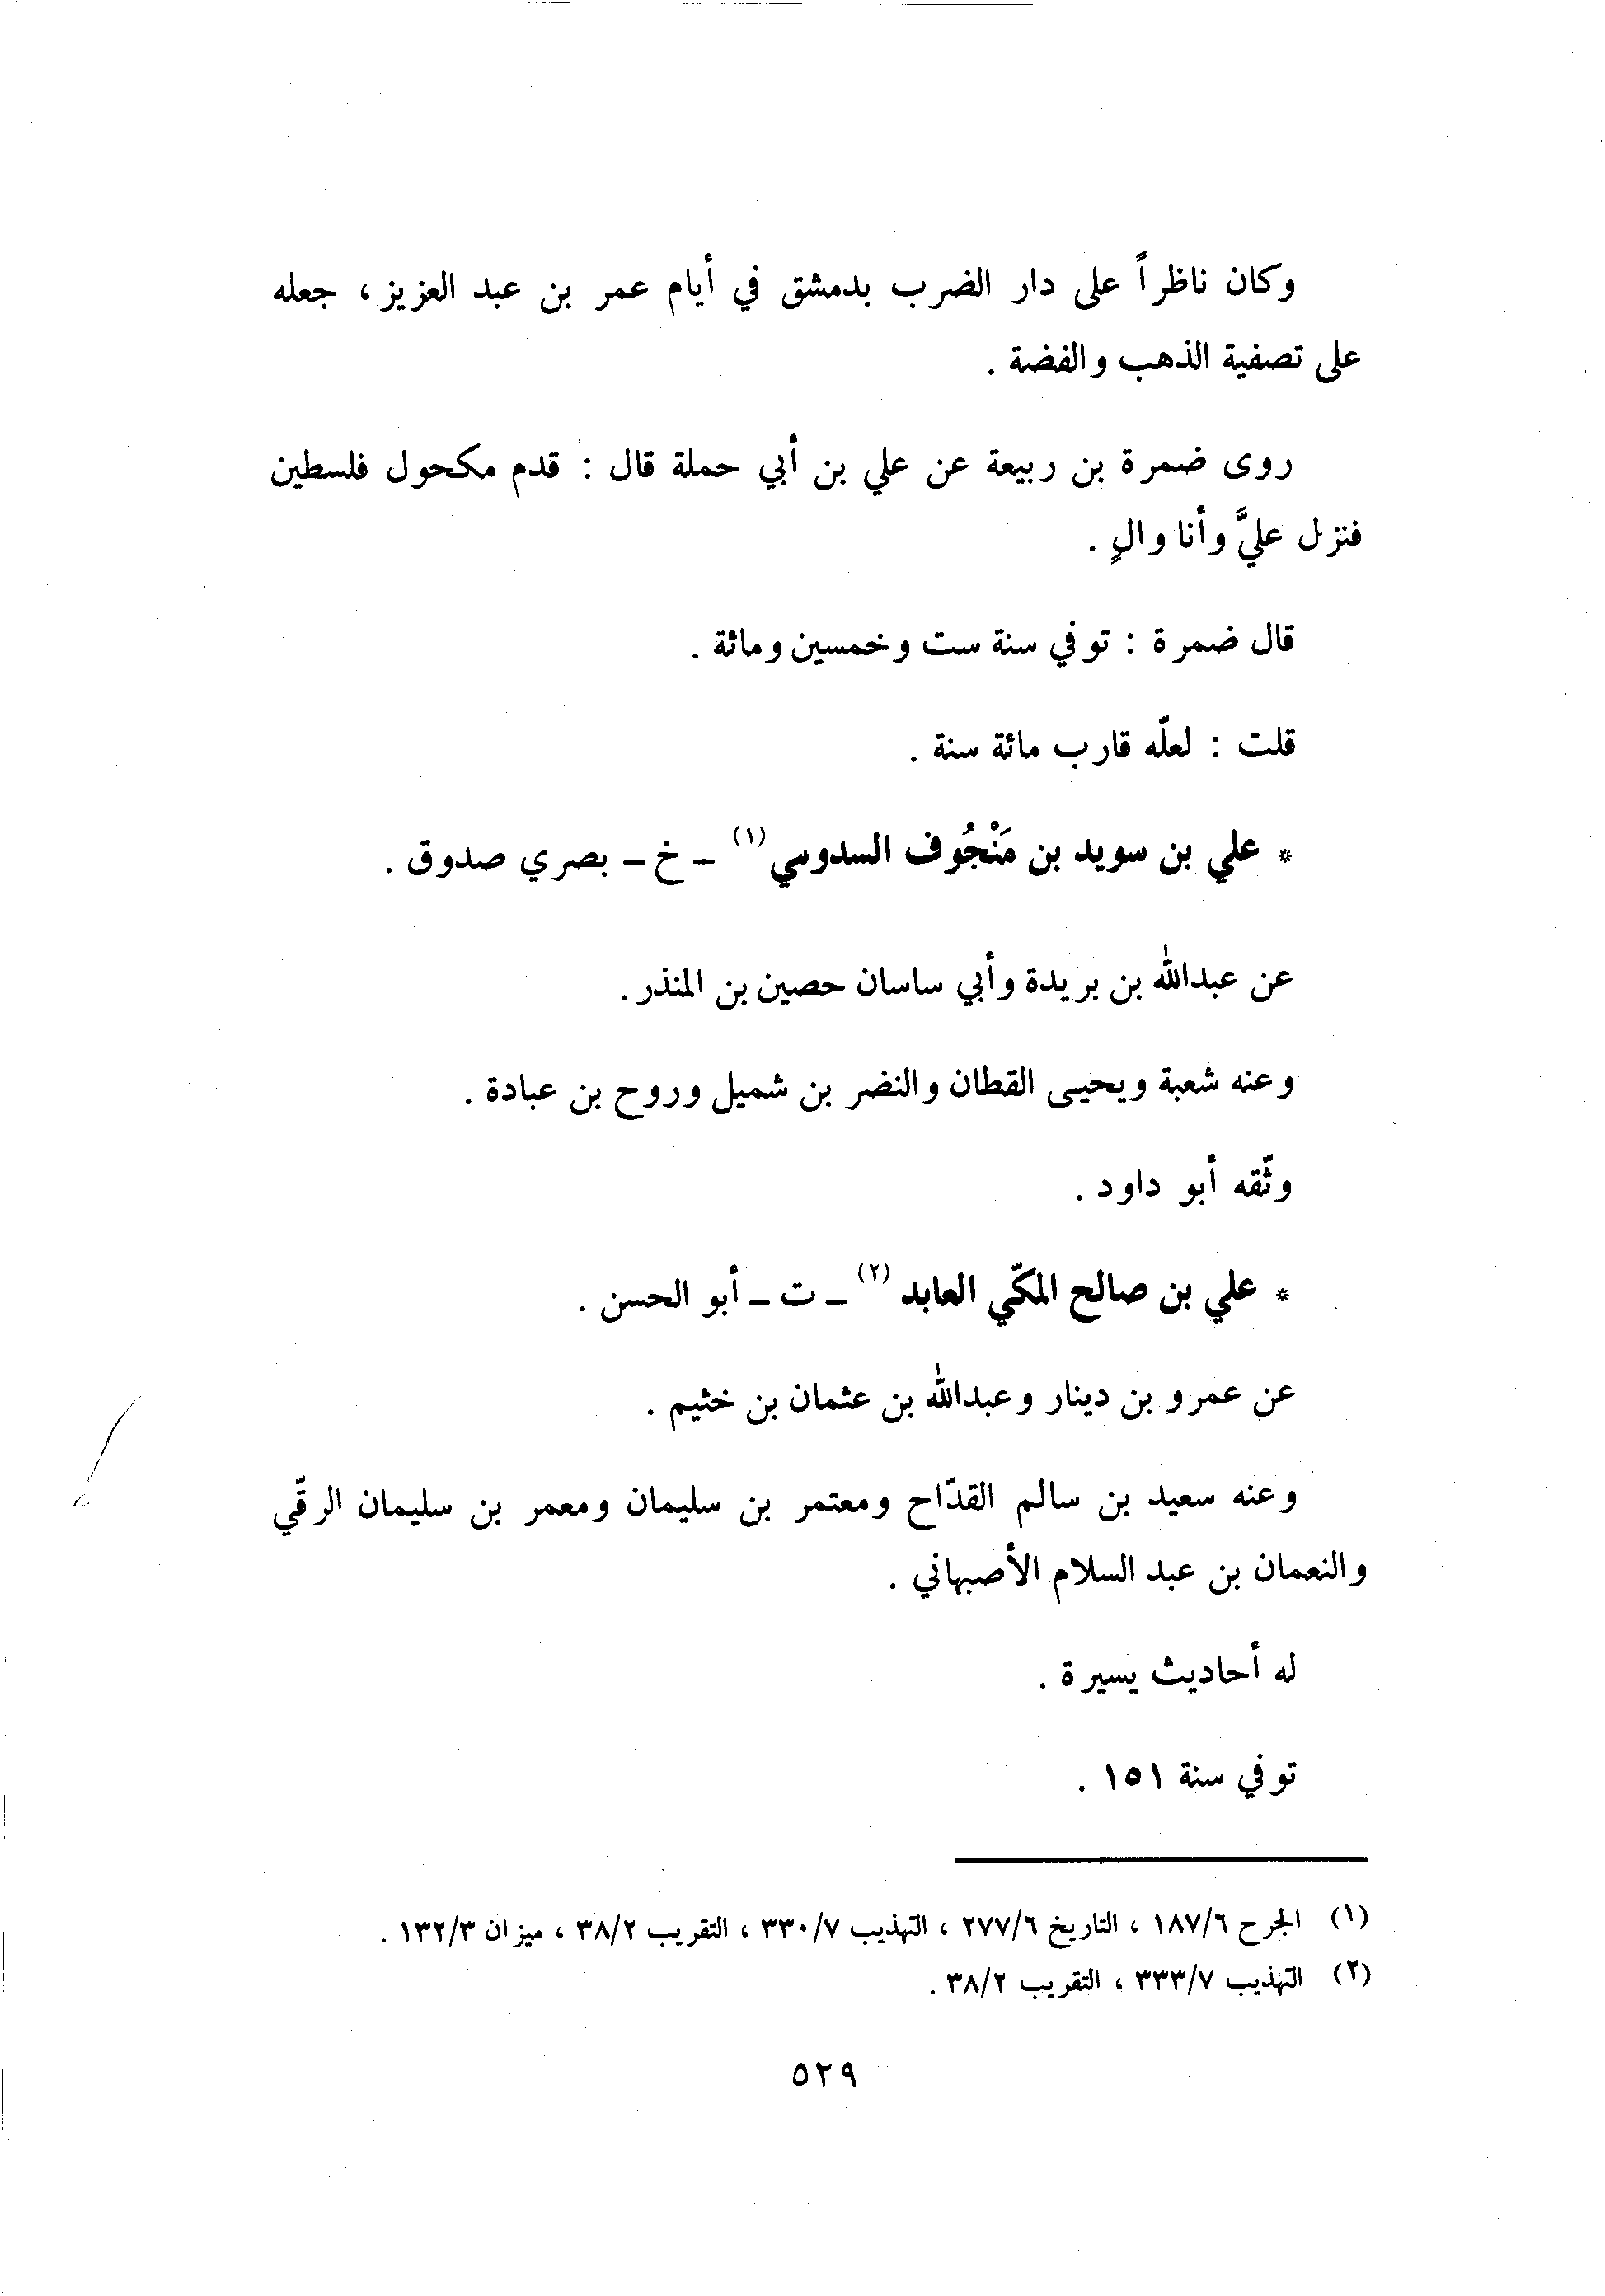 وكان ناظراً على دار الضرب بدمشق في أيام عمر بن عبد العزيز ، جعله
على تصفية الذهب والفضة .
روى ضمرة بن ربيعة عن علي بن أبي حملة قال : قدم مكحول فلسطين
فنزل عليَّ وأنا والٍ .
قال ضمرة : توفي سنة ست وخمسين ومائة .
قلت : لعلّه قارب مائة سنة .
* علي بن سويد بن مَنْجُوف السدوسي (١) ـ خ ـ بصري صدوق .
عن عبدالله بن بريدة وأبي ساسان حصين بن المنذر .
وعنه شعبة ويحيى القطان والنضر بن شميل وروح بن عبادة .
وثّقه أبو داود .
* علي بن صالح المكّي العابد (٢) ـ ت ـ أبو الحسن .
عن عمرو بن دينار وعبدالله بن عثمان بن خثيم .
وعنه سعيد بن سالم القدّاح ومعتمر بن سليمان ومعمر بن سليمان الرقّي
والنعمان بن عبد السلام الأصبهاني .
له أحاديث يسيرة .
توفي سنة ١٥١ .
(١) الجرح ١٨٧/٦ ، التاريخ ٢٧٧/٦ ، التهذيب ٣٣٠/٧ ، التقريب ٣٨/٢ ، ميزان ١٣٢/٣ .
(٢) التهذيب ٣٣٣/٧ ، التقريب ٣٨/٢ .
٥٢٩